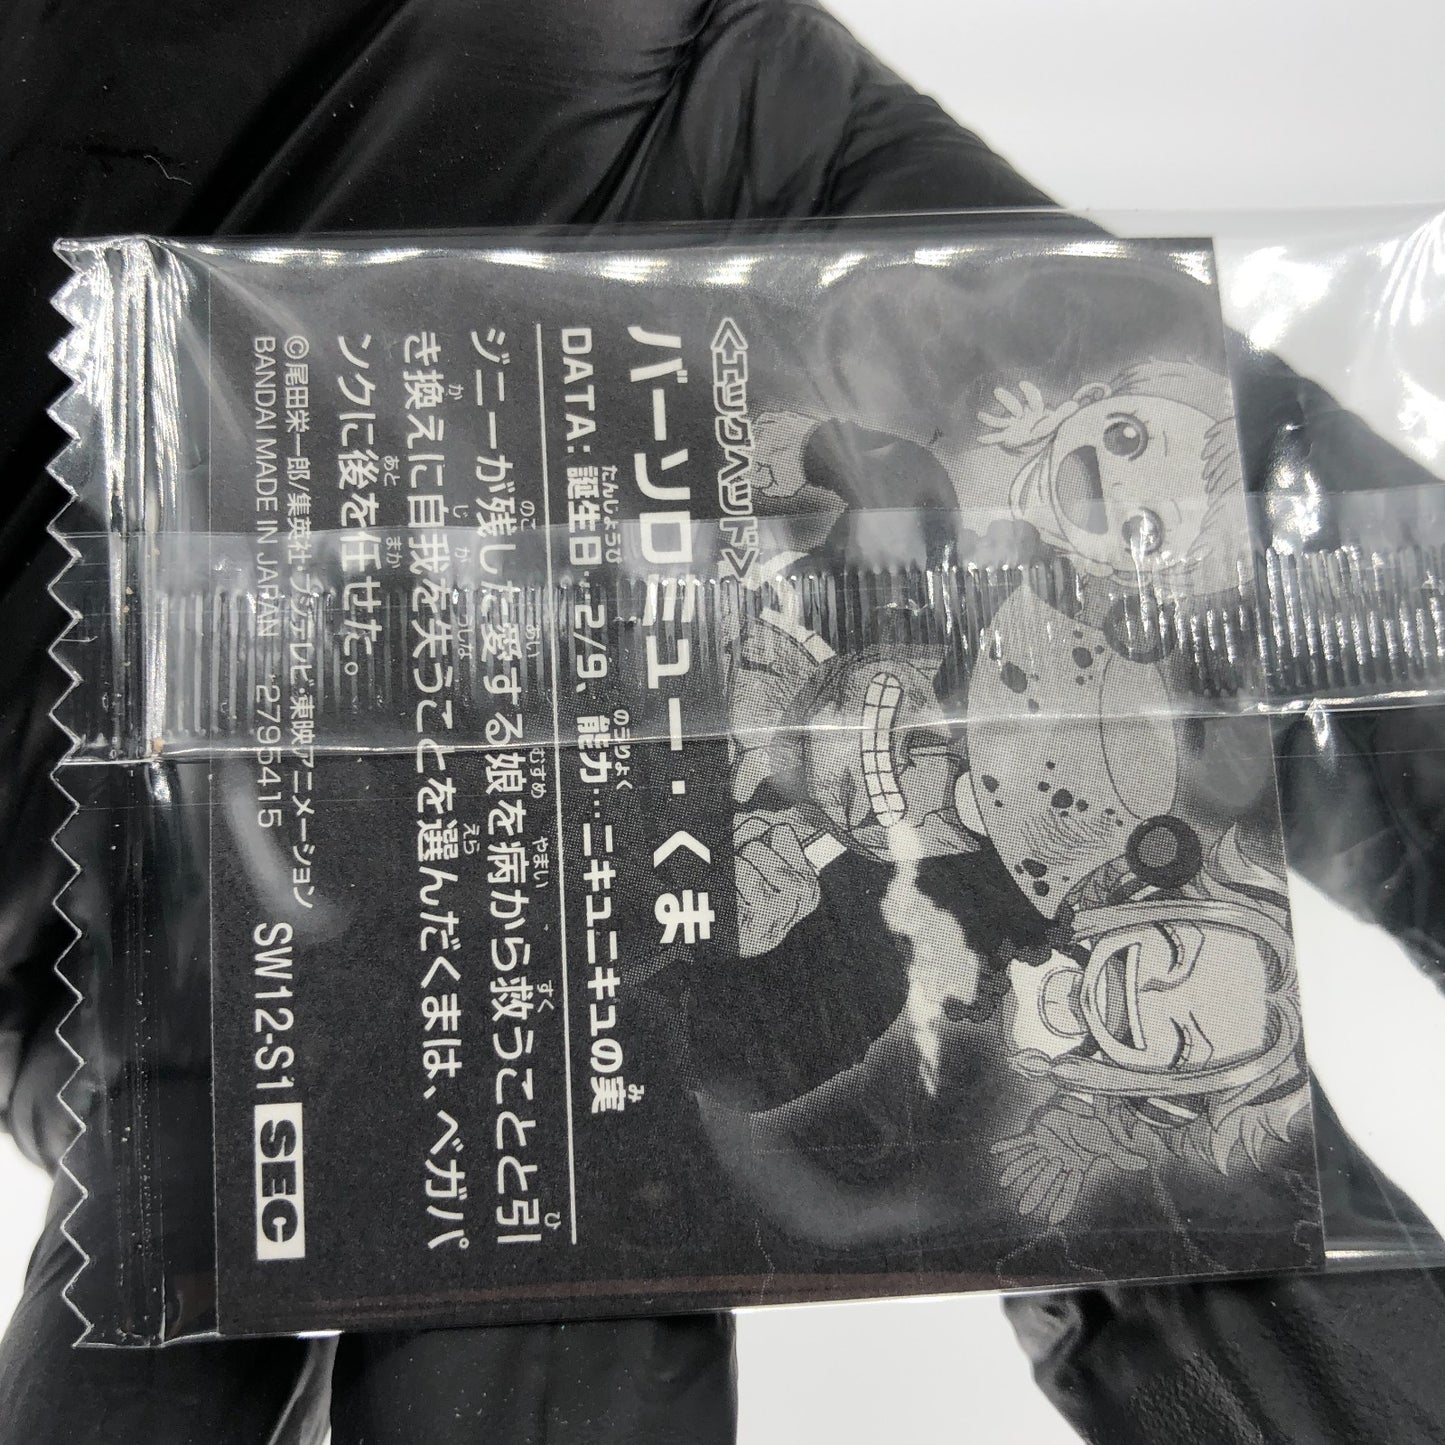 <エッグヘッド>
バーソロミュー・くま
DATA: 誕生日…2/9、能力…ニキュニキュの実
ジニーが残した愛する娘を病から救うことと引
き換えに自我を失うことを選んだくまは、ベガパ
ンクに後を任せた。
©尾田栄一郎/集英社・フジテレビ・東映アニメーション
BANDAI MADE IN JAPAN 2795415 SW12-S1 SEC